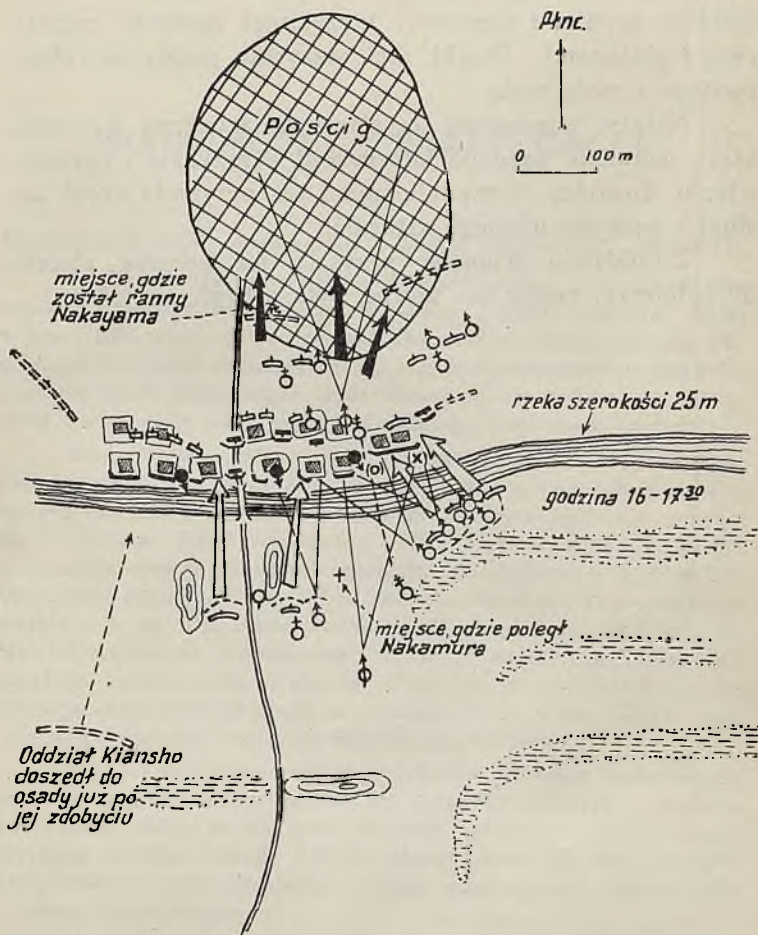 Płnc.
0 100 m
Pościg
miejsce, gdzie
został ranny
Nakayama
rzeka szerokości 25 m
godzina 16-17³⁰
miejsce, gdzie poległ
Nakamura
Oddział Kiansho
doszedł do
osady już po
jej zdobyciu